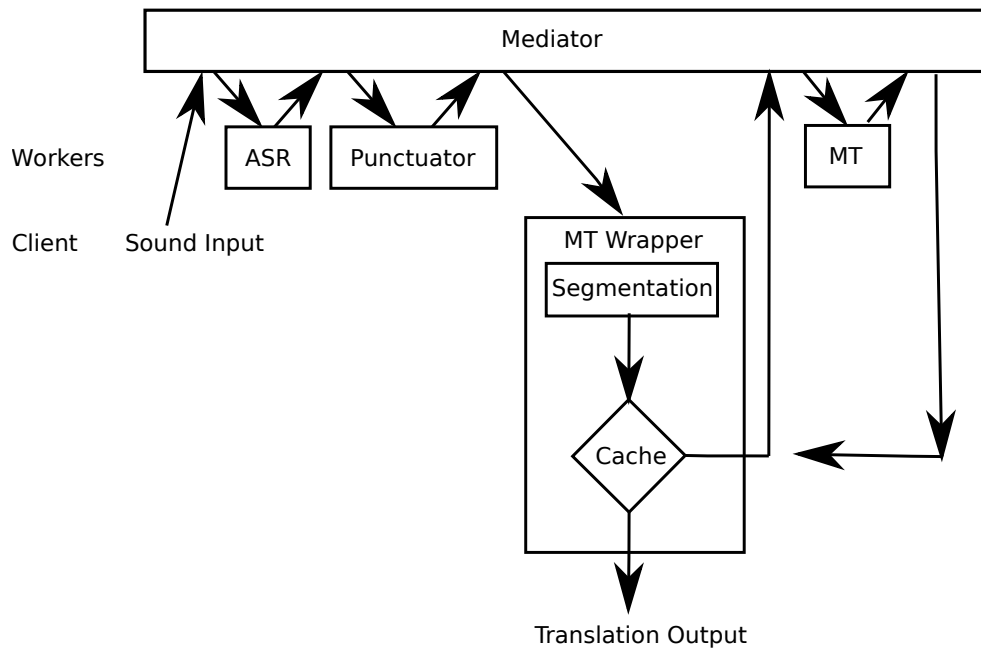 Mediator
Workers
ASR
Punctuator
MT
Client
Sound Input
MT Wrapper
Segmentation
Cache
Translation Output